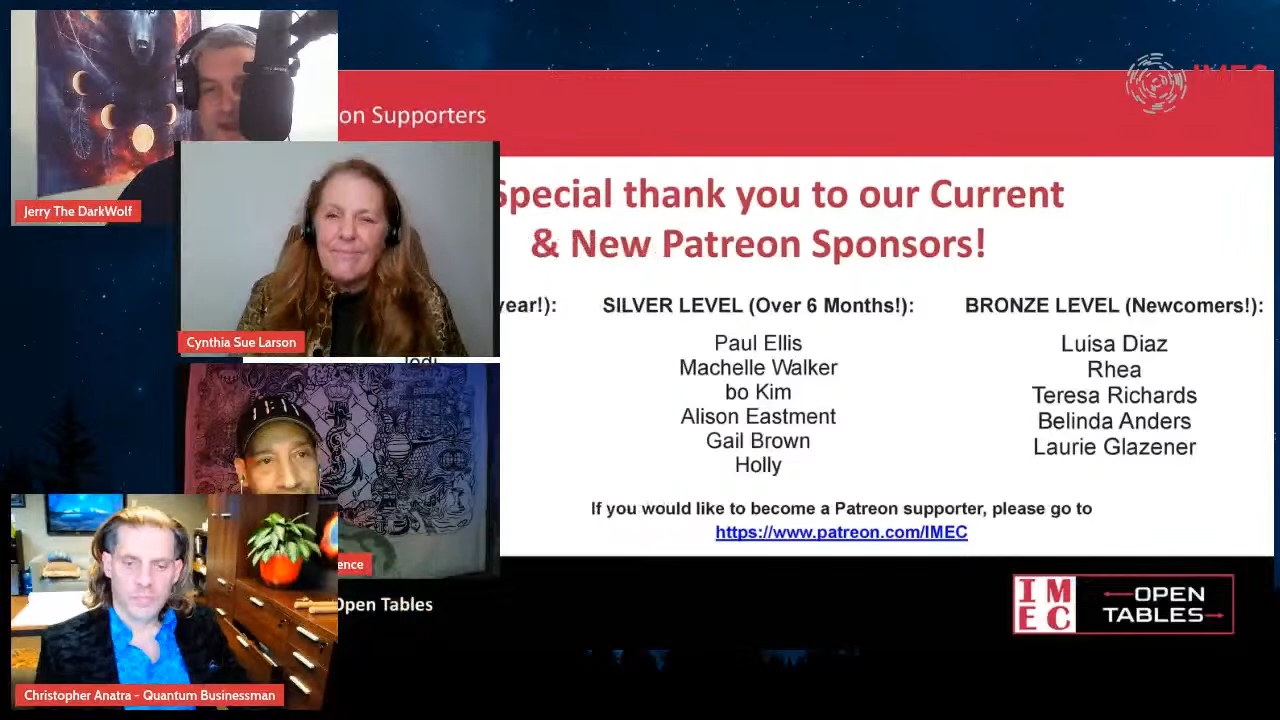 IMEC
on Supporters
Jerry The DarkWolf
Special thank you to our Current
& New Patreon Sponsors!
year!):
SILVER LEVEL (Over 6 Months!):
BRONZE LEVEL (Newcomers!):
Cynthia Sue Larson
Paul Ellis
Machelle Walker
bo Kim
Alison Eastment
Gail Brown
Holly
Luisa Diaz
Rhea
Teresa Richards
Belinda Anders
Laurie Glazener
If you would like to become a Patreon supporter, please go to
https://www.patreon.com/IMEC
ence
Open Tables
IM
EC
OPEN
TABLES
Christopher Anatra - Quantum Businessman